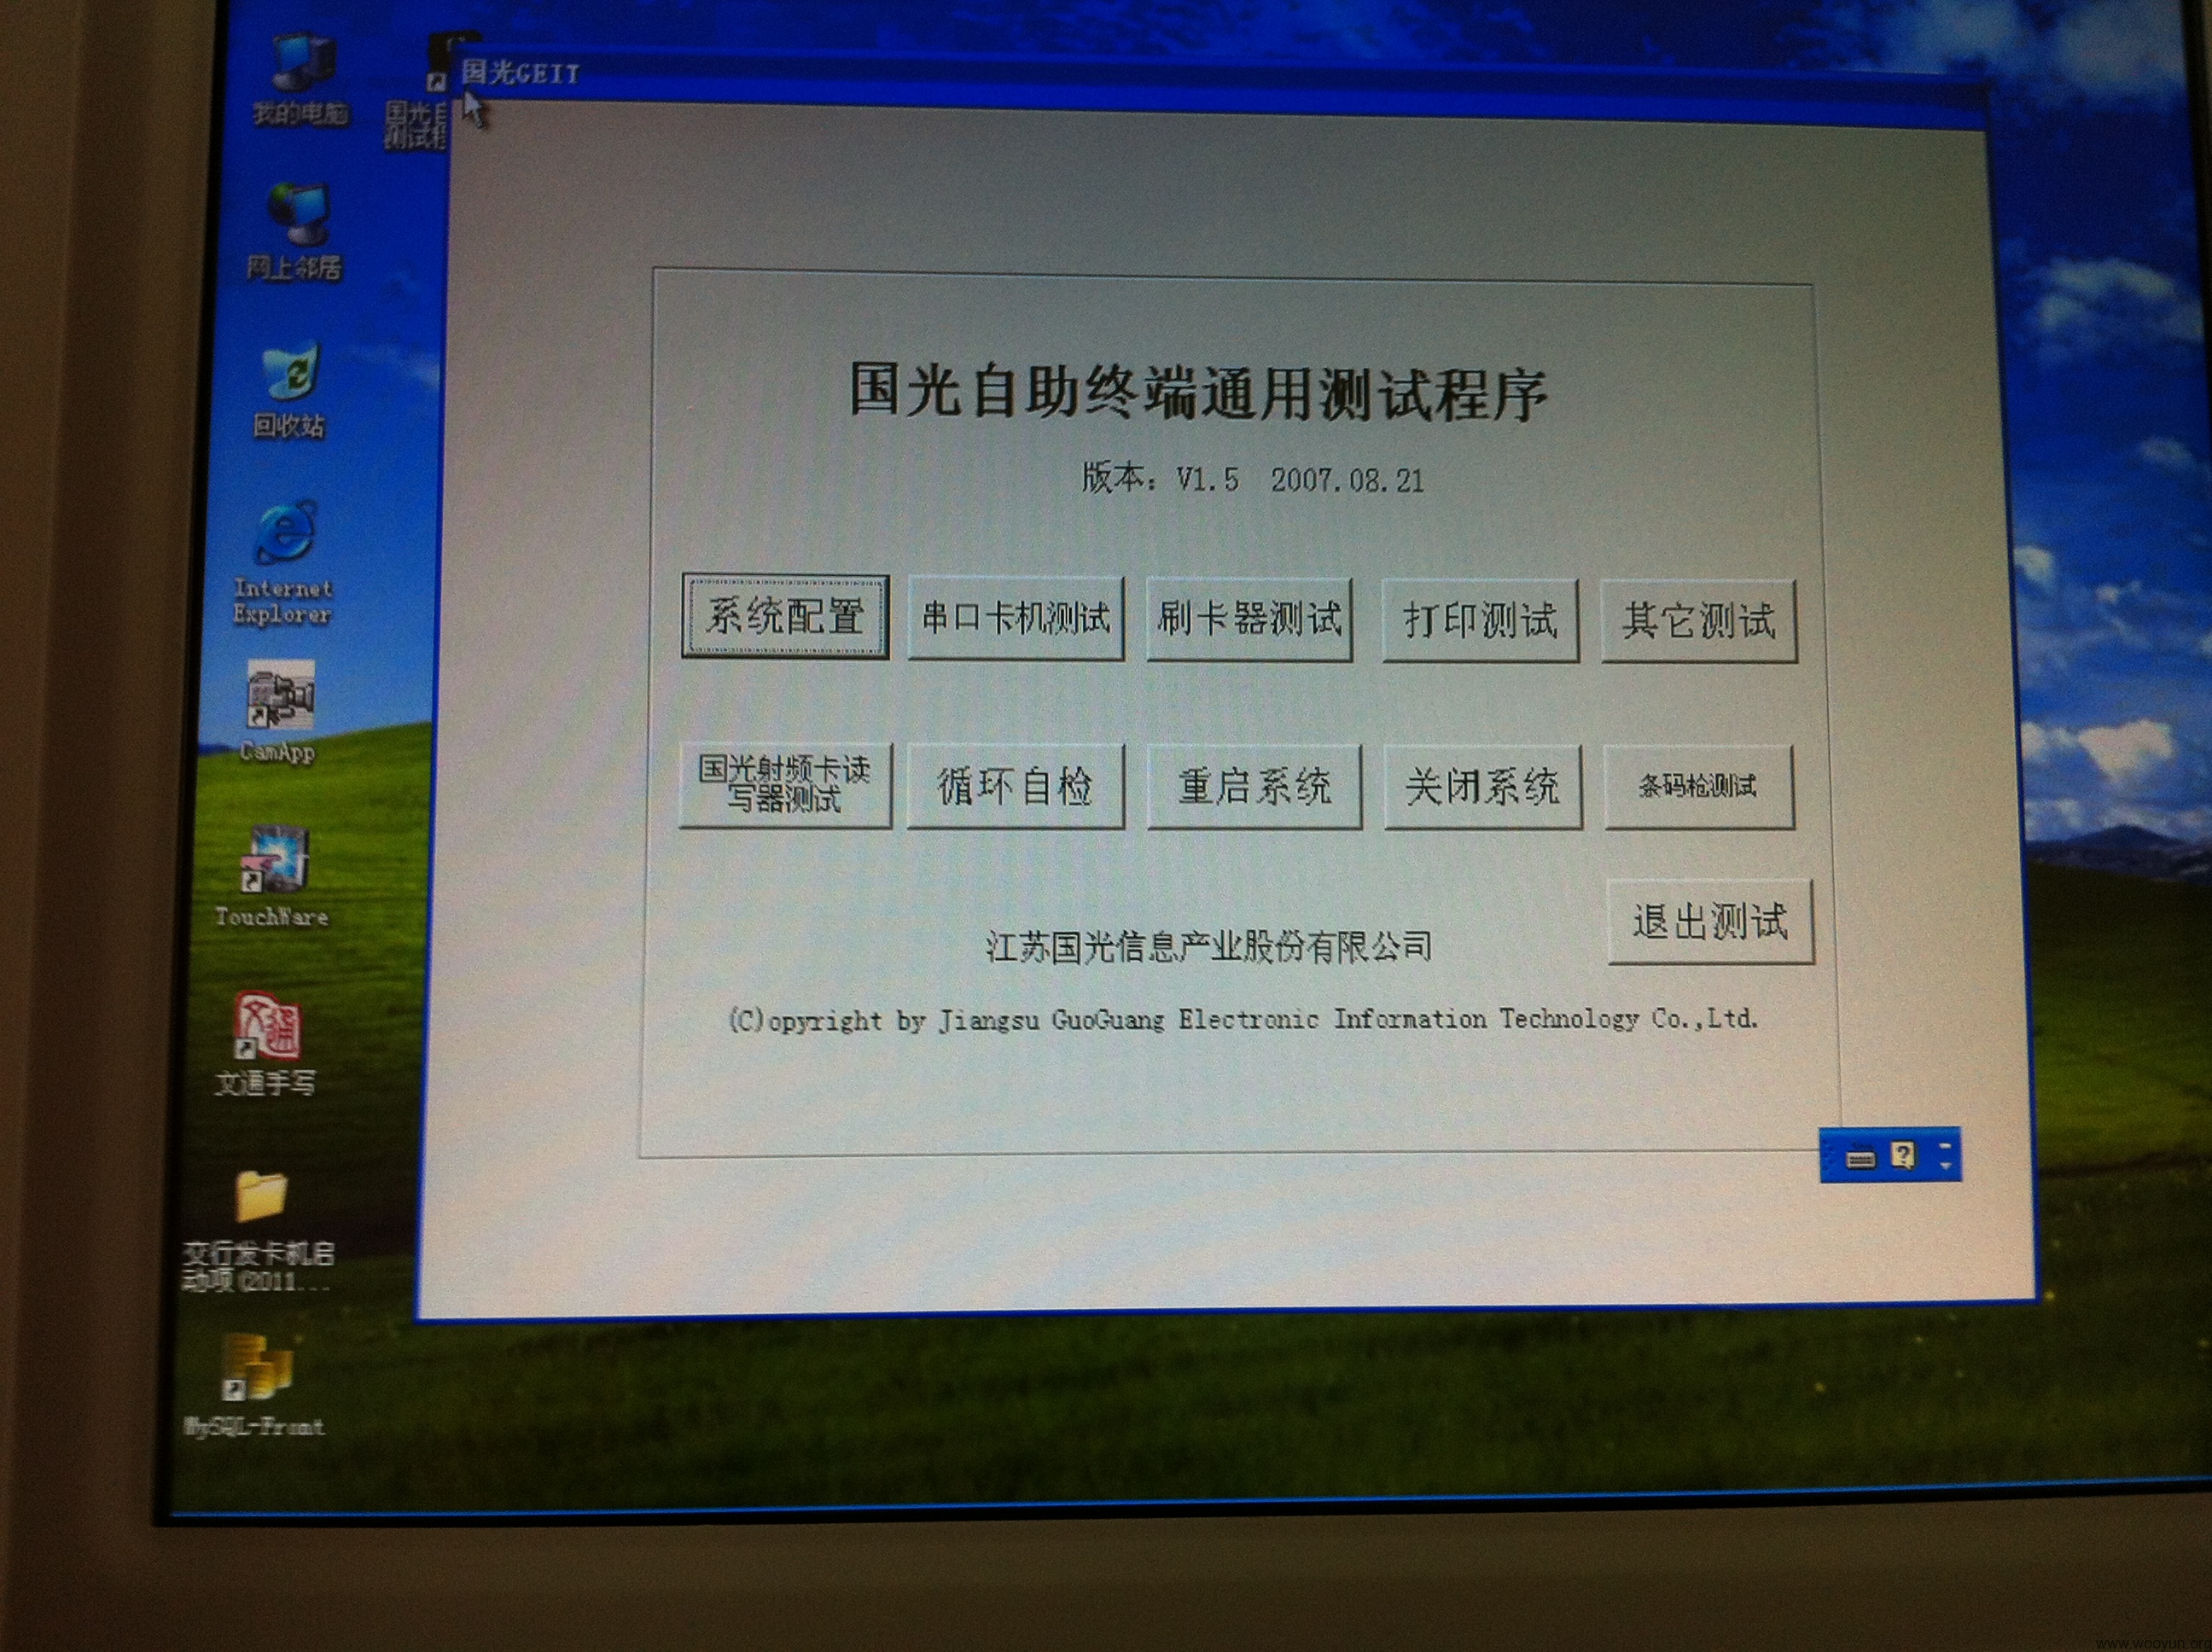 我的电脑
国光自
测试程
网上邻居
回收站
Internet
Explorer
CamApp
TouchWare
文通手写
交行发卡机启
动项(2011...
MySQL-Front
国光GEIT
国光自助终端通用测试程序
版本：V1.5 2007.08.21
系统配置
串口卡机测试
刷卡器测试
打印测试
其它测试
国光射频卡读
写器测试
循环自检
重启系统
关闭系统
条码枪测试
退出测试
江苏国光信息产业股份有限公司
(C)opyright by Jiangsu GuoGuang Electronic Information Technology Co.,Ltd.
www.wooyun.org